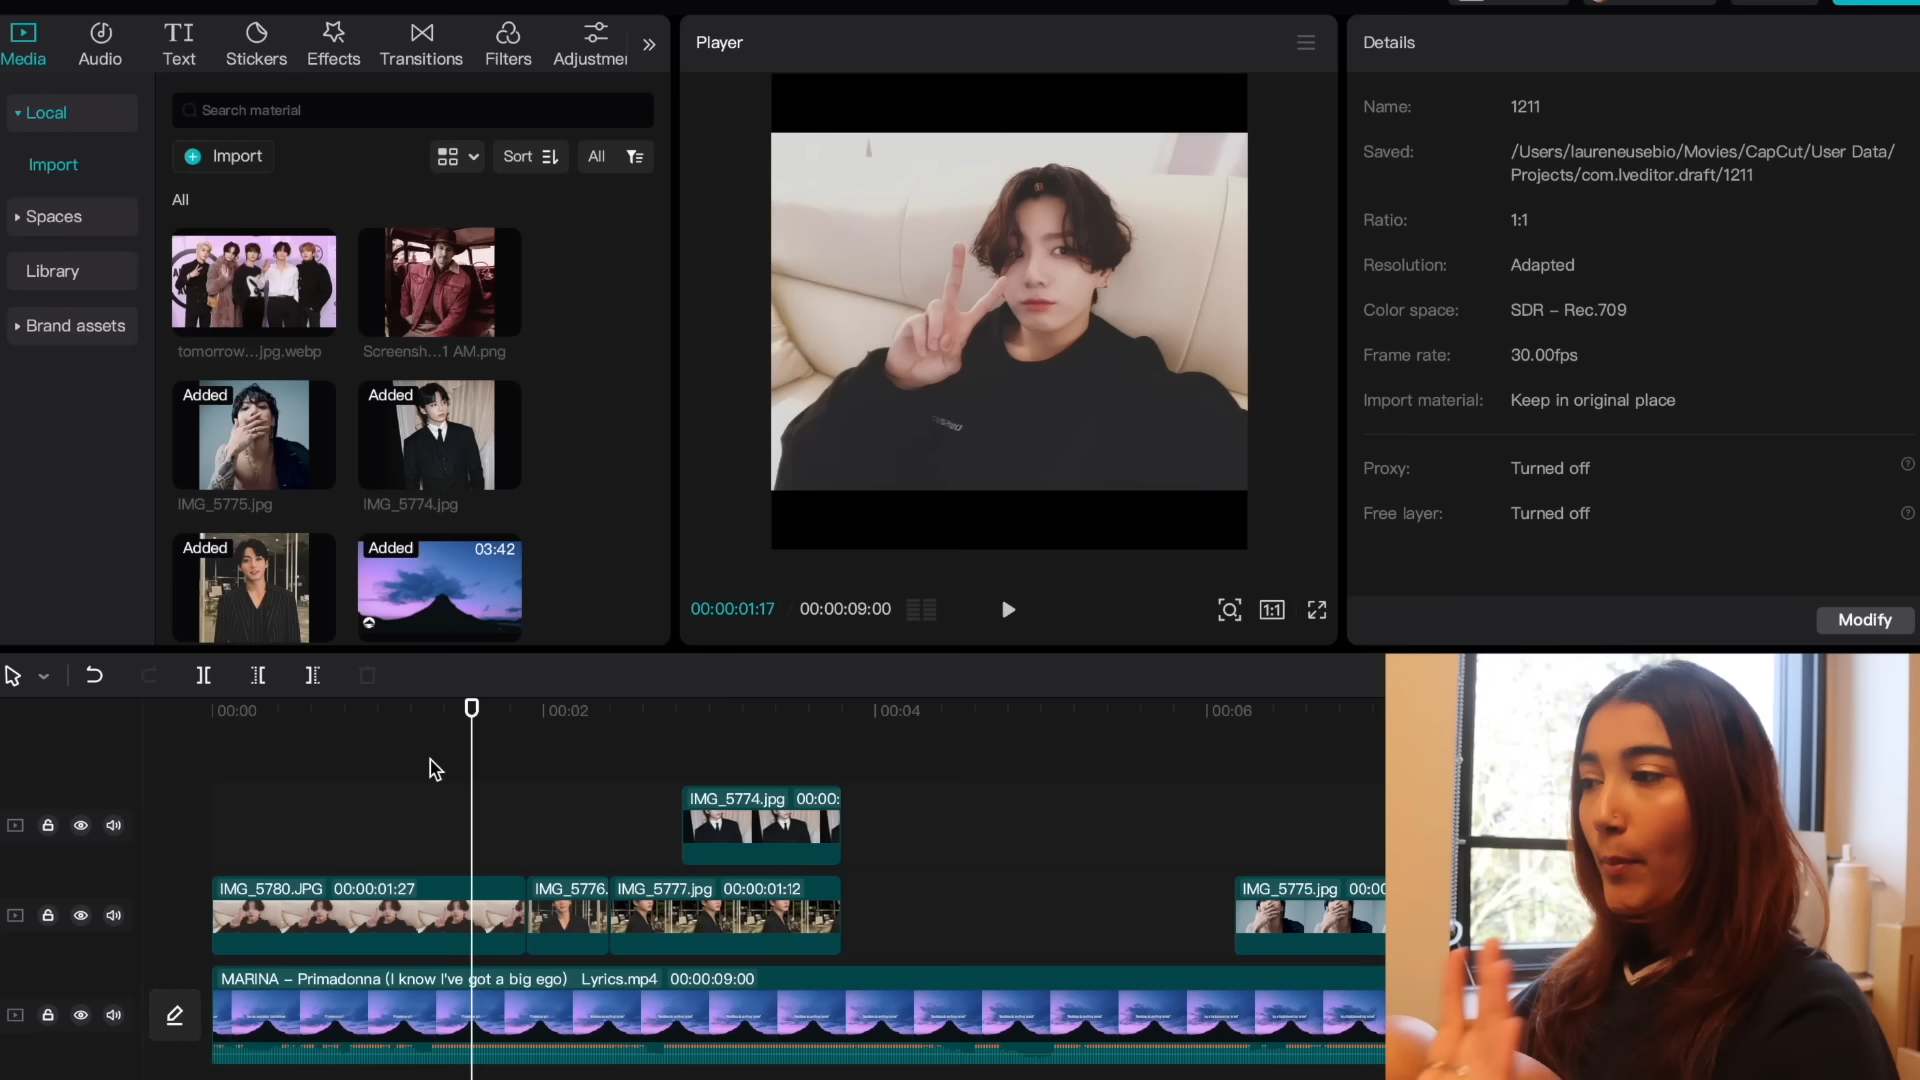 Media
Audio
TI
Text
Stickers
Effects
Transitions
Filters
Adjustmer
Player
Details
Local
Import
Spaces
Library
Brand assets
Search material
Import
Sort
All
All
tomorrow...jpg.webp
Screensh...1 AM.png
Added
IMG_5775.jpg
Added
IMG_5774.jpg
Added
Added
03:42
00:00:01:17
00:00:09:00
1:1
Name: 1211
Saved: /Users/laureneusebio/Movies/CapCut/User Data/
Projects/com.lveditor.draft/1211
Ratio: 1:1
Resolution: Adapted
Color space: SDR – Rec.709
Frame rate: 30.00fps
Import material: Keep in original place
Proxy: Turned off
Free layer: Turned off
Modify
00:00
00:02
00:04
00:06
IMG_5774.jpg 00:00:
IMG_5780.JPG 00:00:01:27
IMG_5776.
IMG_5777.jpg 00:00:01:12
IMG_5775.jpg 00:00
MARINA – Primadonna (I know I've got a big ego) Lyrics.mp4 00:00:09:00